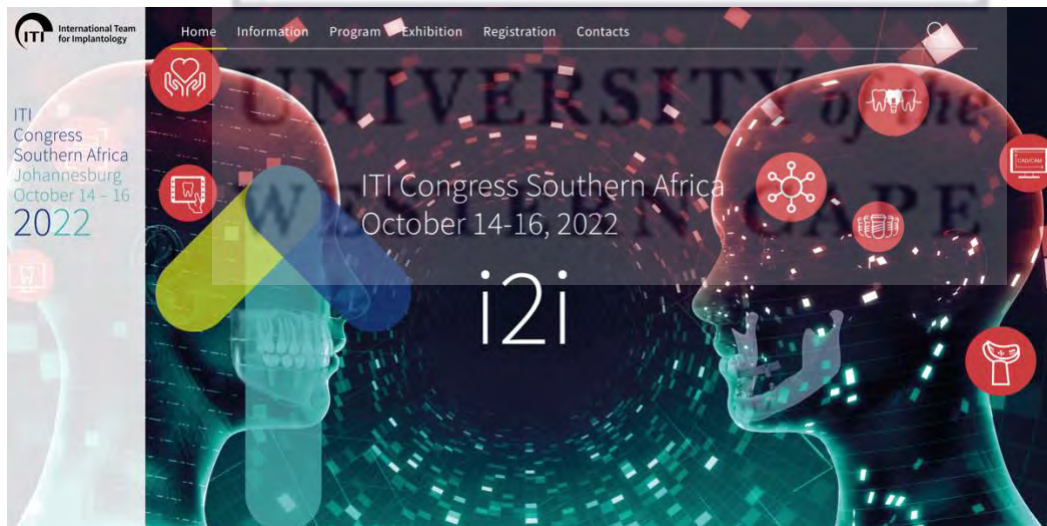 ITI
International Team
for Implantology
Home Information Program Exhibition Registration Contacts
ITI
Congress
Southern Africa
Johannesburg
October 14 – 16
2022
UNIVERSITY of the
WESTERN CAPE
ITI Congress Southern Africa
October 14-16, 2022
i2i
CAD/CAM